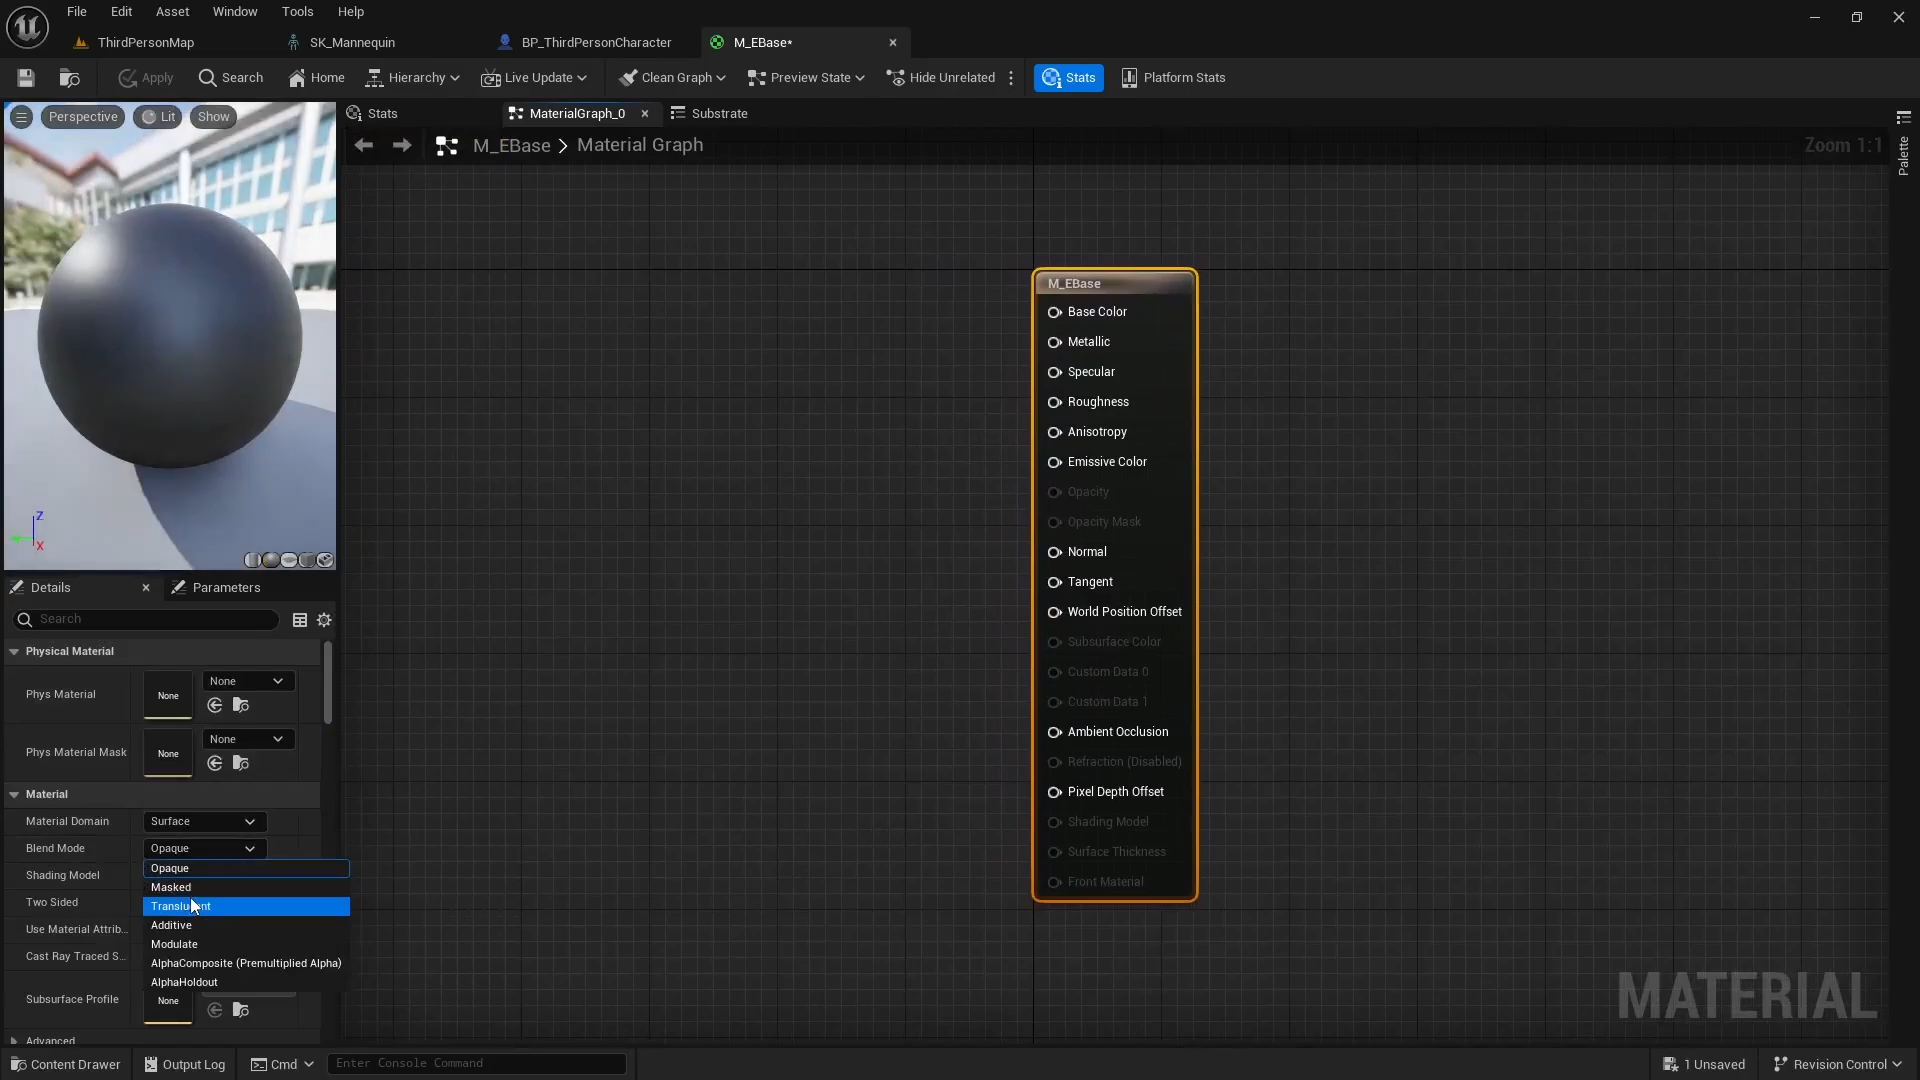 File Edit Asset Window Tools Help
ThirdPersonMap SK_Mannequin BP_ThirdPersonCharacter M_EBase*
Apply Search Home Hierarchy Live Update Clean Graph Preview State Hide Unrelated Stats Platform Stats
Perspective Lit Show
Stats MaterialGraph_0 Substrate
M_EBase > Material Graph
Zoom 1:1
Palette
Z
X
M_EBase
Base Color
Metallic
Specular
Roughness
Anisotropy
Emissive Color
Opacity
Opacity Mask
Normal
Tangent
World Position Offset
Subsurface Color
Custom Data 0
Custom Data 1
Ambient Occlusion
Refraction (Disabled)
Pixel Depth Offset
Shading Model
Surface Thickness
Front Material
MATERIAL
Details Parameters
Search
Physical Material
Phys Material None None
Phys Material Mask None None
Material
Material Domain Surface
Blend Mode Opaque
Shading Model
Two Sided
Use Material Attrib...
Cast Ray Traced S...
Subsurface Profile None
Advanced
Opaque
Masked
Translucent
Additive
Modulate
AlphaComposite (Premultiplied Alpha)
AlphaHoldout
Content Drawer Output Log Cmd Enter Console Command 1 Unsaved Revision Control